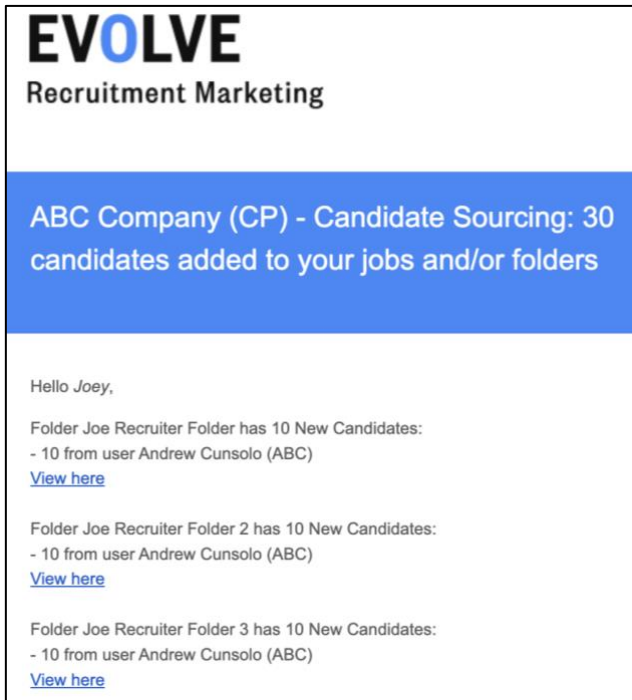 EVOLVE
Recruitment Marketing
ABC Company (CP) - Candidate Sourcing: 30
candidates added to your jobs and/or folders
Hello Joey,
Folder Joe Recruiter Folder has 10 New Candidates:
- 10 from user Andrew Cunsolo (ABC)
View here
Folder Joe Recruiter Folder 2 has 10 New Candidates:
- 10 from user Andrew Cunsolo (ABC)
View here
Folder Joe Recruiter Folder 3 has 10 New Candidates:
- 10 from user Andrew Cunsolo (ABC)
View here